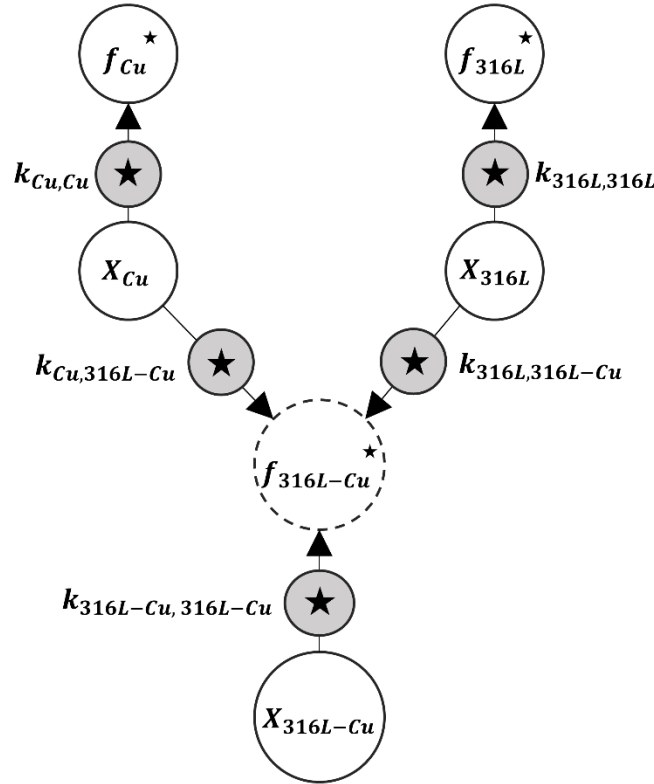 f_Cu★ f_316L★
k_Cu,Cu ★ ★ k_316L,316L
X_Cu X_316L
k_Cu,316L−Cu ★ ★ k_316L,316L−Cu
f_316L−Cu★
k_316L−Cu, 316L−Cu ★
X_316L−Cu